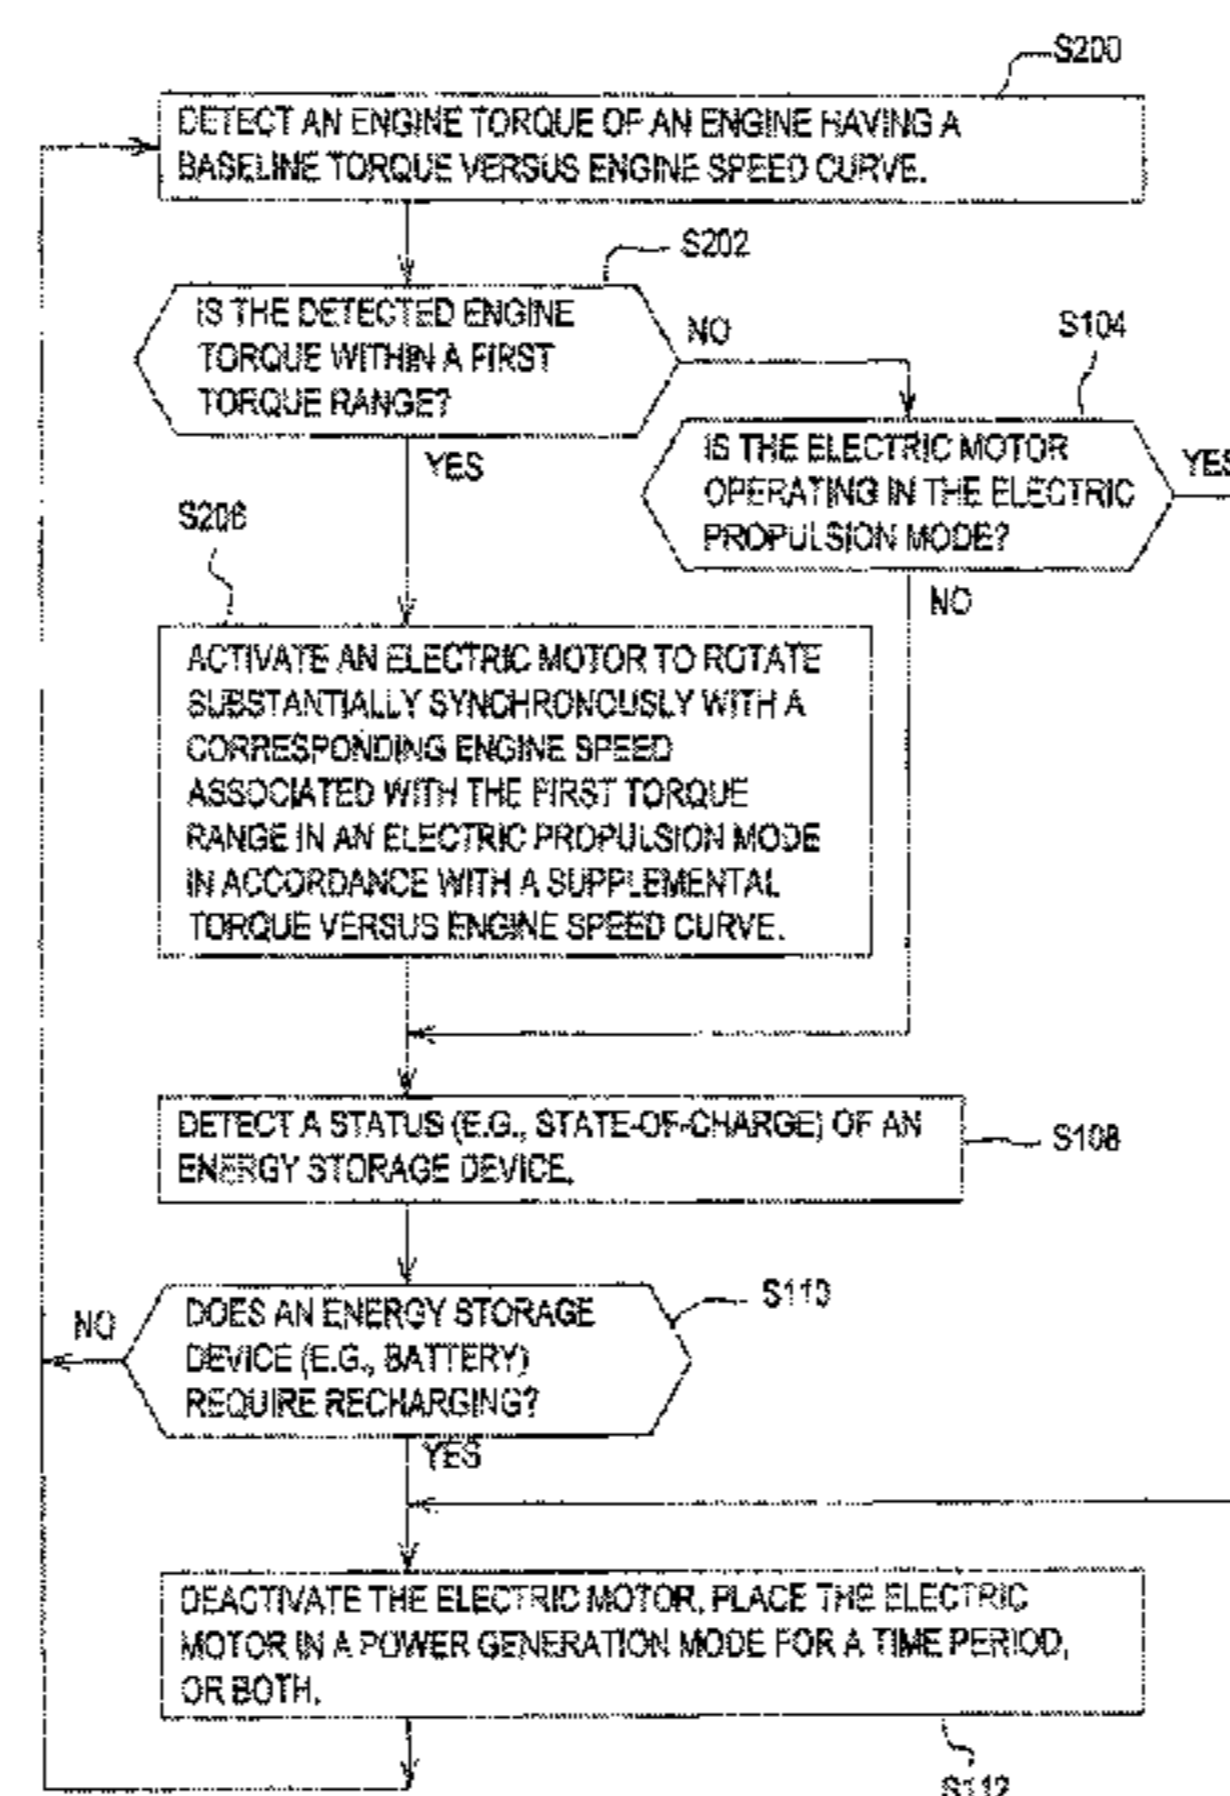 S200
DETECT AN ENGINE TORQUE OF AN ENGINE HAVING A
BASELINE TORQUE VERSUS ENGINE SPEED CURVE.
S202
IS THE DETECTED ENGINE
TORQUE WITHIN A FIRST
TORQUE RANGE?
NO
YES
S104
IS THE ELECTRIC MOTOR
OPERATING IN THE ELECTRIC
PROPULSION MODE?
YES
NO
S206
ACTIVATE AN ELECTRIC MOTOR TO ROTATE
SUBSTANTIALLY SYNCHRONOUSLY WITH A
CORRESPONDING ENGINE SPEED
ASSOCIATED WITH THE FIRST TORQUE
RANGE IN AN ELECTRIC PROPULSION MODE
IN ACCORDANCE WITH A SUPPLEMENTAL
TORQUE VERSUS ENGINE SPEED CURVE.
DETECT A STATUS (E.G., STATE-OF-CHARGE) OF AN
ENERGY STORAGE DEVICE.
S108
S110
DOES AN ENERGY STORAGE
DEVICE (E.G., BATTERY)
REQUIRE RECHARGING?
NO
YES
DEACTIVATE THE ELECTRIC MOTOR, PLACE THE ELECTRIC
MOTOR IN A POWER GENERATION MODE FOR A TIME PERIOD,
OR BOTH.
S112